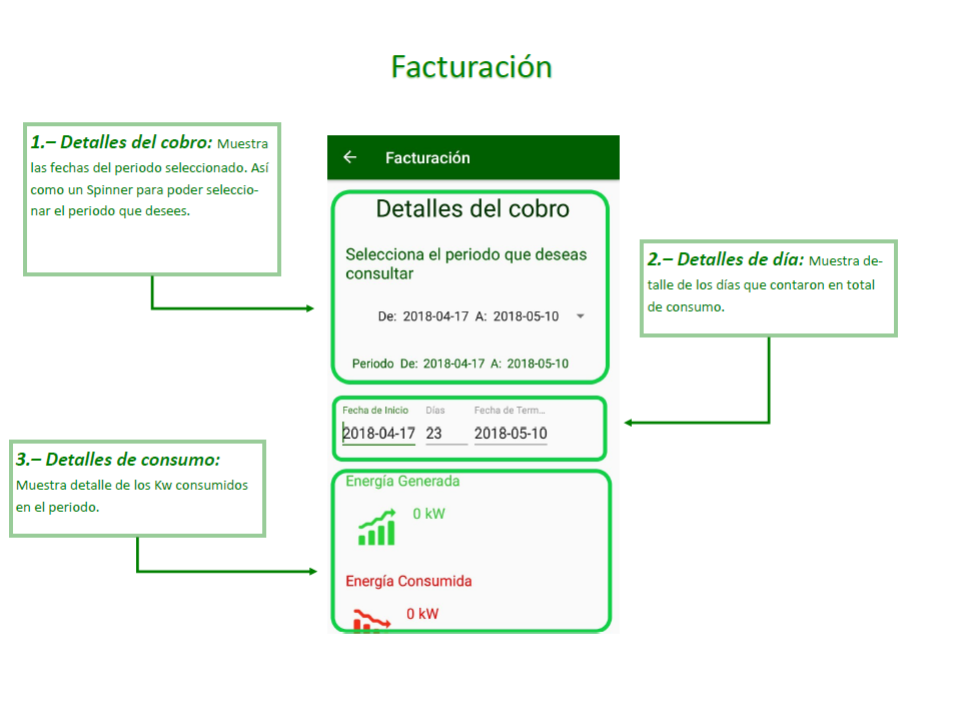 Facturación
1.– Detalles del cobro: Muestra
las fechas del periodo seleccionado. Así
como un Spinner para poder seleccio-
nar el periodo que desees.
Facturación
Detalles del cobro
Selecciona el periodo que deseas
consultar
De: 2018-04-17 A: 2018-05-10
Periodo De: 2018-04-17 A: 2018-05-10
2.– Detalles de día: Muestra de-
talle de los días que contaron en total
de consumo.
Fecha de Inicio Días Fecha de Term...
2018-04-17 23 2018-05-10
3.– Detalles de consumo:
Muestra detalle de los Kw consumidos
en el periodo.
Energía Generada
0 kW
Energía Consumida
0 kW